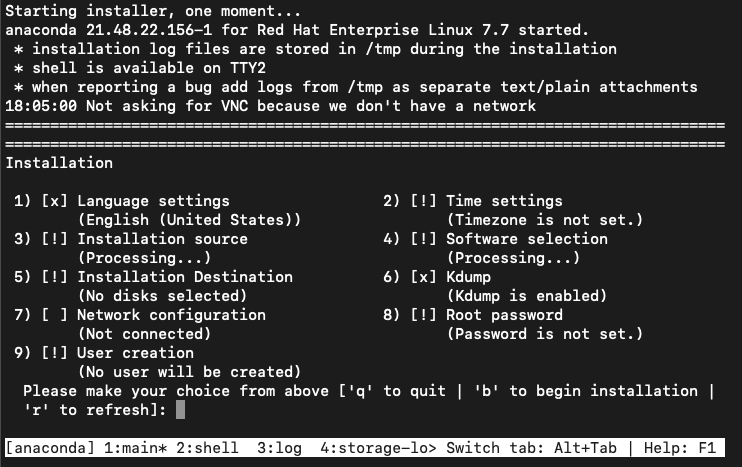 Starting installer, one moment...
anaconda 21.48.22.156-1 for Red Hat Enterprise Linux 7.7 started.
 * installation log files are stored in /tmp during the installation
 * shell is available on TTY2
 * when reporting a bug add logs from /tmp as separate text/plain attachments
18:05:00 Not asking for VNC because we don't have a network
================================================================================
================================================================================
Installation

 1) [x] Language settings                 2) [!] Time settings
        (English (United States))                (Timezone is not set.)
 3) [!] Installation source               4) [!] Software selection
        (Processing...)                          (Processing...)
 5) [!] Installation Destination          6) [x] Kdump
        (No disks selected)                      (Kdump is enabled)
 7) [ ] Network configuration             8) [!] Root password
        (Not connected)                          (Password is not set.)
 9) [!] User creation
        (No user will be created)
  Please make your choice from above ['q' to quit | 'b' to begin installation |
  'r' to refresh]:

[anaconda] 1:main* 2:shell  3:log  4:storage-lo> Switch tab: Alt+Tab | Help: F1